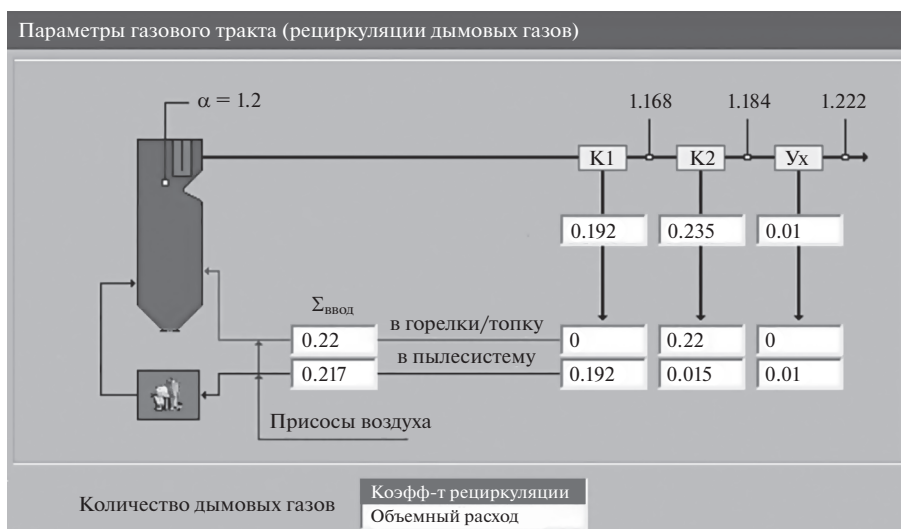 Параметры газового тракта (рециркуляции дымовых газов)
α = 1.2
1.168 1.184 1.222
К1 К2 Ух
0.192 0.235 0.01
Σввод
0.22 в горелки/топку 0 0.22 0
0.217 в пылесистему 0.192 0.015 0.01
Присосы воздуха
Количество дымовых газов
Коэфф-т рециркуляции
Объемный расход